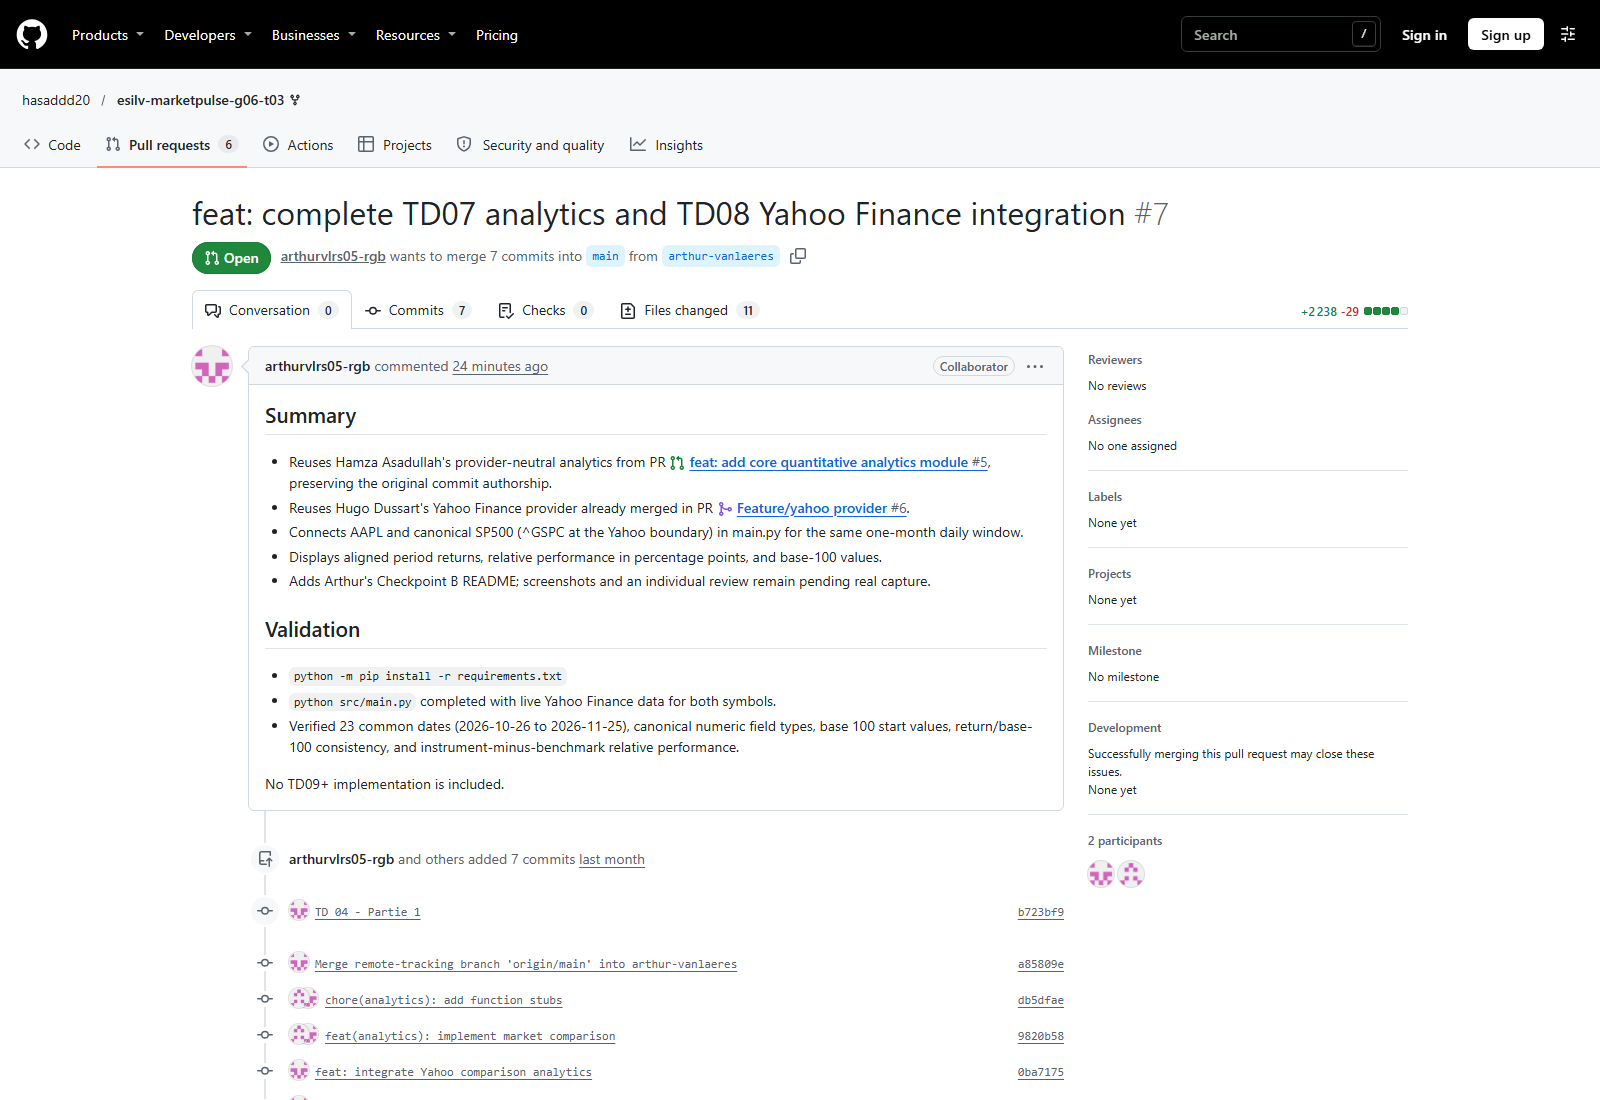 Products
Developers
Businesses
Resources
Pricing
Search
/
Sign in
Sign up
hasaddd20 / esilv-marketpulse-g06-t03
Code
Pull requests 6
Actions
Projects
Security and quality
Insights
feat: complete TD07 analytics and TD08 Yahoo Finance integration #7
Open
arthurvlrs05-rgb wants to merge 7 commits into main from arthur-vanlaeres
Conversation 0
Commits 7
Checks 0
Files changed 11
+2 238 -29
arthurvlrs05-rgb commented 24 minutes ago
Collaborator
Summary
Reuses Hamza Asadullah's provider-neutral analytics from PR feat: add core quantitative analytics module #5,
preserving the original commit authorship.
Reuses Hugo Dussart's Yahoo Finance provider already merged in PR Feature/yahoo provider #6.
Connects AAPL and canonical SP500 (^GSPC at the Yahoo boundary) in main.py for the same one-month daily window.
Displays aligned period returns, relative performance in percentage points, and base-100 values.
Adds Arthur's Checkpoint B README; screenshots and an individual review remain pending real capture.
Validation
python -m pip install -r requirements.txt
python src/main.py completed with live Yahoo Finance data for both symbols.
Verified 23 common dates (2026-10-26 to 2026-11-25), canonical numeric field types, base 100 start values, return/base-
100 consistency, and instrument-minus-benchmark relative performance.
No TD09+ implementation is included.
arthurvlrs05-rgb and others added 7 commits last month
TD 04 - Partie 1 b723bf9
Merge remote-tracking branch 'origin/main' into arthur-vanlaeres a85809e
chore(analytics): add function stubs db5dfae
feat(analytics): implement market comparison 9820b58
feat: integrate Yahoo comparison analytics 0ba7175
Reviewers
No reviews
Assignees
No one assigned
Labels
None yet
Projects
None yet
Milestone
No milestone
Development
Successfully merging this pull request may close these
issues.
None yet
2 participants